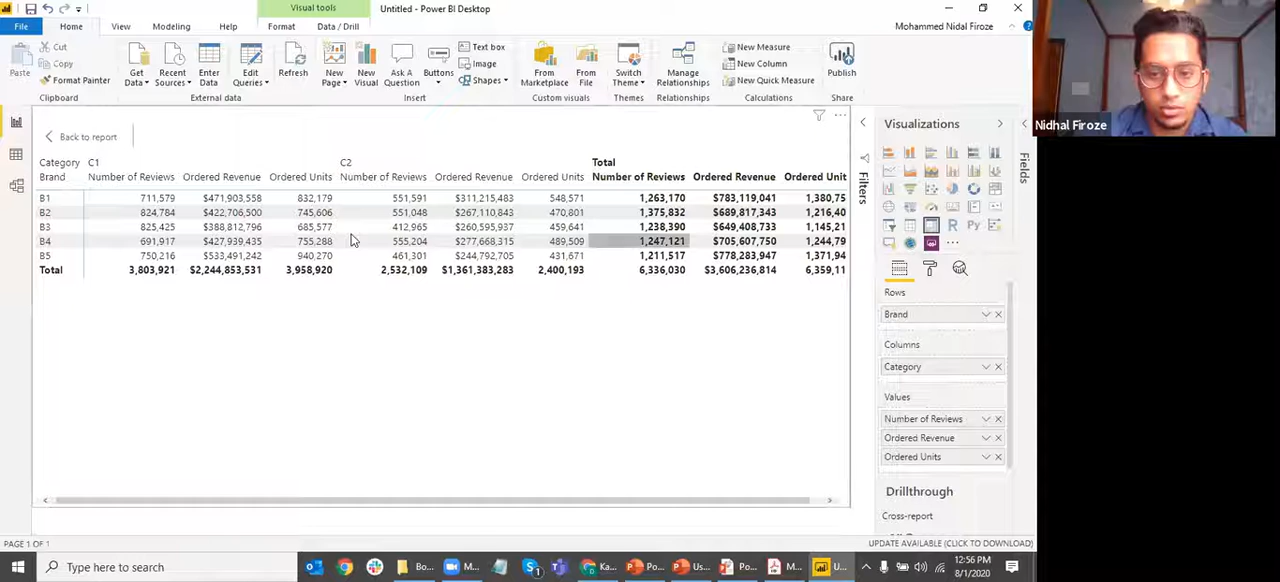 Visual tools
Untitled - Power BI Desktop
File
Home
View
Modeling
Help
Format
Data / Drill
Mohammed Nidal Firoze
Paste
Cut
Copy
Format Painter
Clipboard
Get Data
Recent Sources
Enter Data
Edit Queries
Refresh
External data
New Page
New Visual
Ask A Question
Buttons
Text box
Image
Shapes
Insert
From Marketplace
From File
Custom visuals
Switch Theme
Themes
Manage Relationships
Relationships
New Measure
New Column
New Quick Measure
Calculations
Publish
Share
Nidhal Firoze
Back to report
Category C1 C2 Total
Brand Number of Reviews Ordered Revenue Ordered Units Number of Reviews Ordered Revenue Ordered Units Number of Reviews Ordered Revenue Ordered Unit
B1 711,579 $471,903,558 832,179 551,591 $311,215,483 548,571 1,263,170 $783,119,041 1,380,75
B2 824,784 $422,706,500 745,606 551,048 $267,110,843 470,801 1,375,832 $689,817,343 1,216,40
B3 825,425 $388,812,796 685,577 412,965 $260,595,937 459,641 1,238,390 $649,408,733 1,145,21
B4 691,917 $427,939,435 755,288 555,204 $277,668,315 489,509 1,247,121 $705,607,750 1,244,79
B5 750,216 $533,491,242 940,270 461,301 $244,792,705 431,671 1,211,517 $778,283,947 1,371,94
Total 3,803,921 $2,244,853,531 3,958,920 2,532,109 $1,361,383,283 2,400,193 6,336,030 $3,606,236,814 6,359,11
Filters
Visualizations
Fields
R
Py
Rows
Brand
Columns
Category
Values
Number of Reviews
Ordered Revenue
Ordered Units
Drillthrough
Cross-report
PAGE 1 OF 1
UPDATE AVAILABLE (CLICK TO DOWNLOAD)
Type here to search
Bo...
M...
Ka...
Po...
Us...
Po...
M...
U...
12:56 PM
8/1/2020